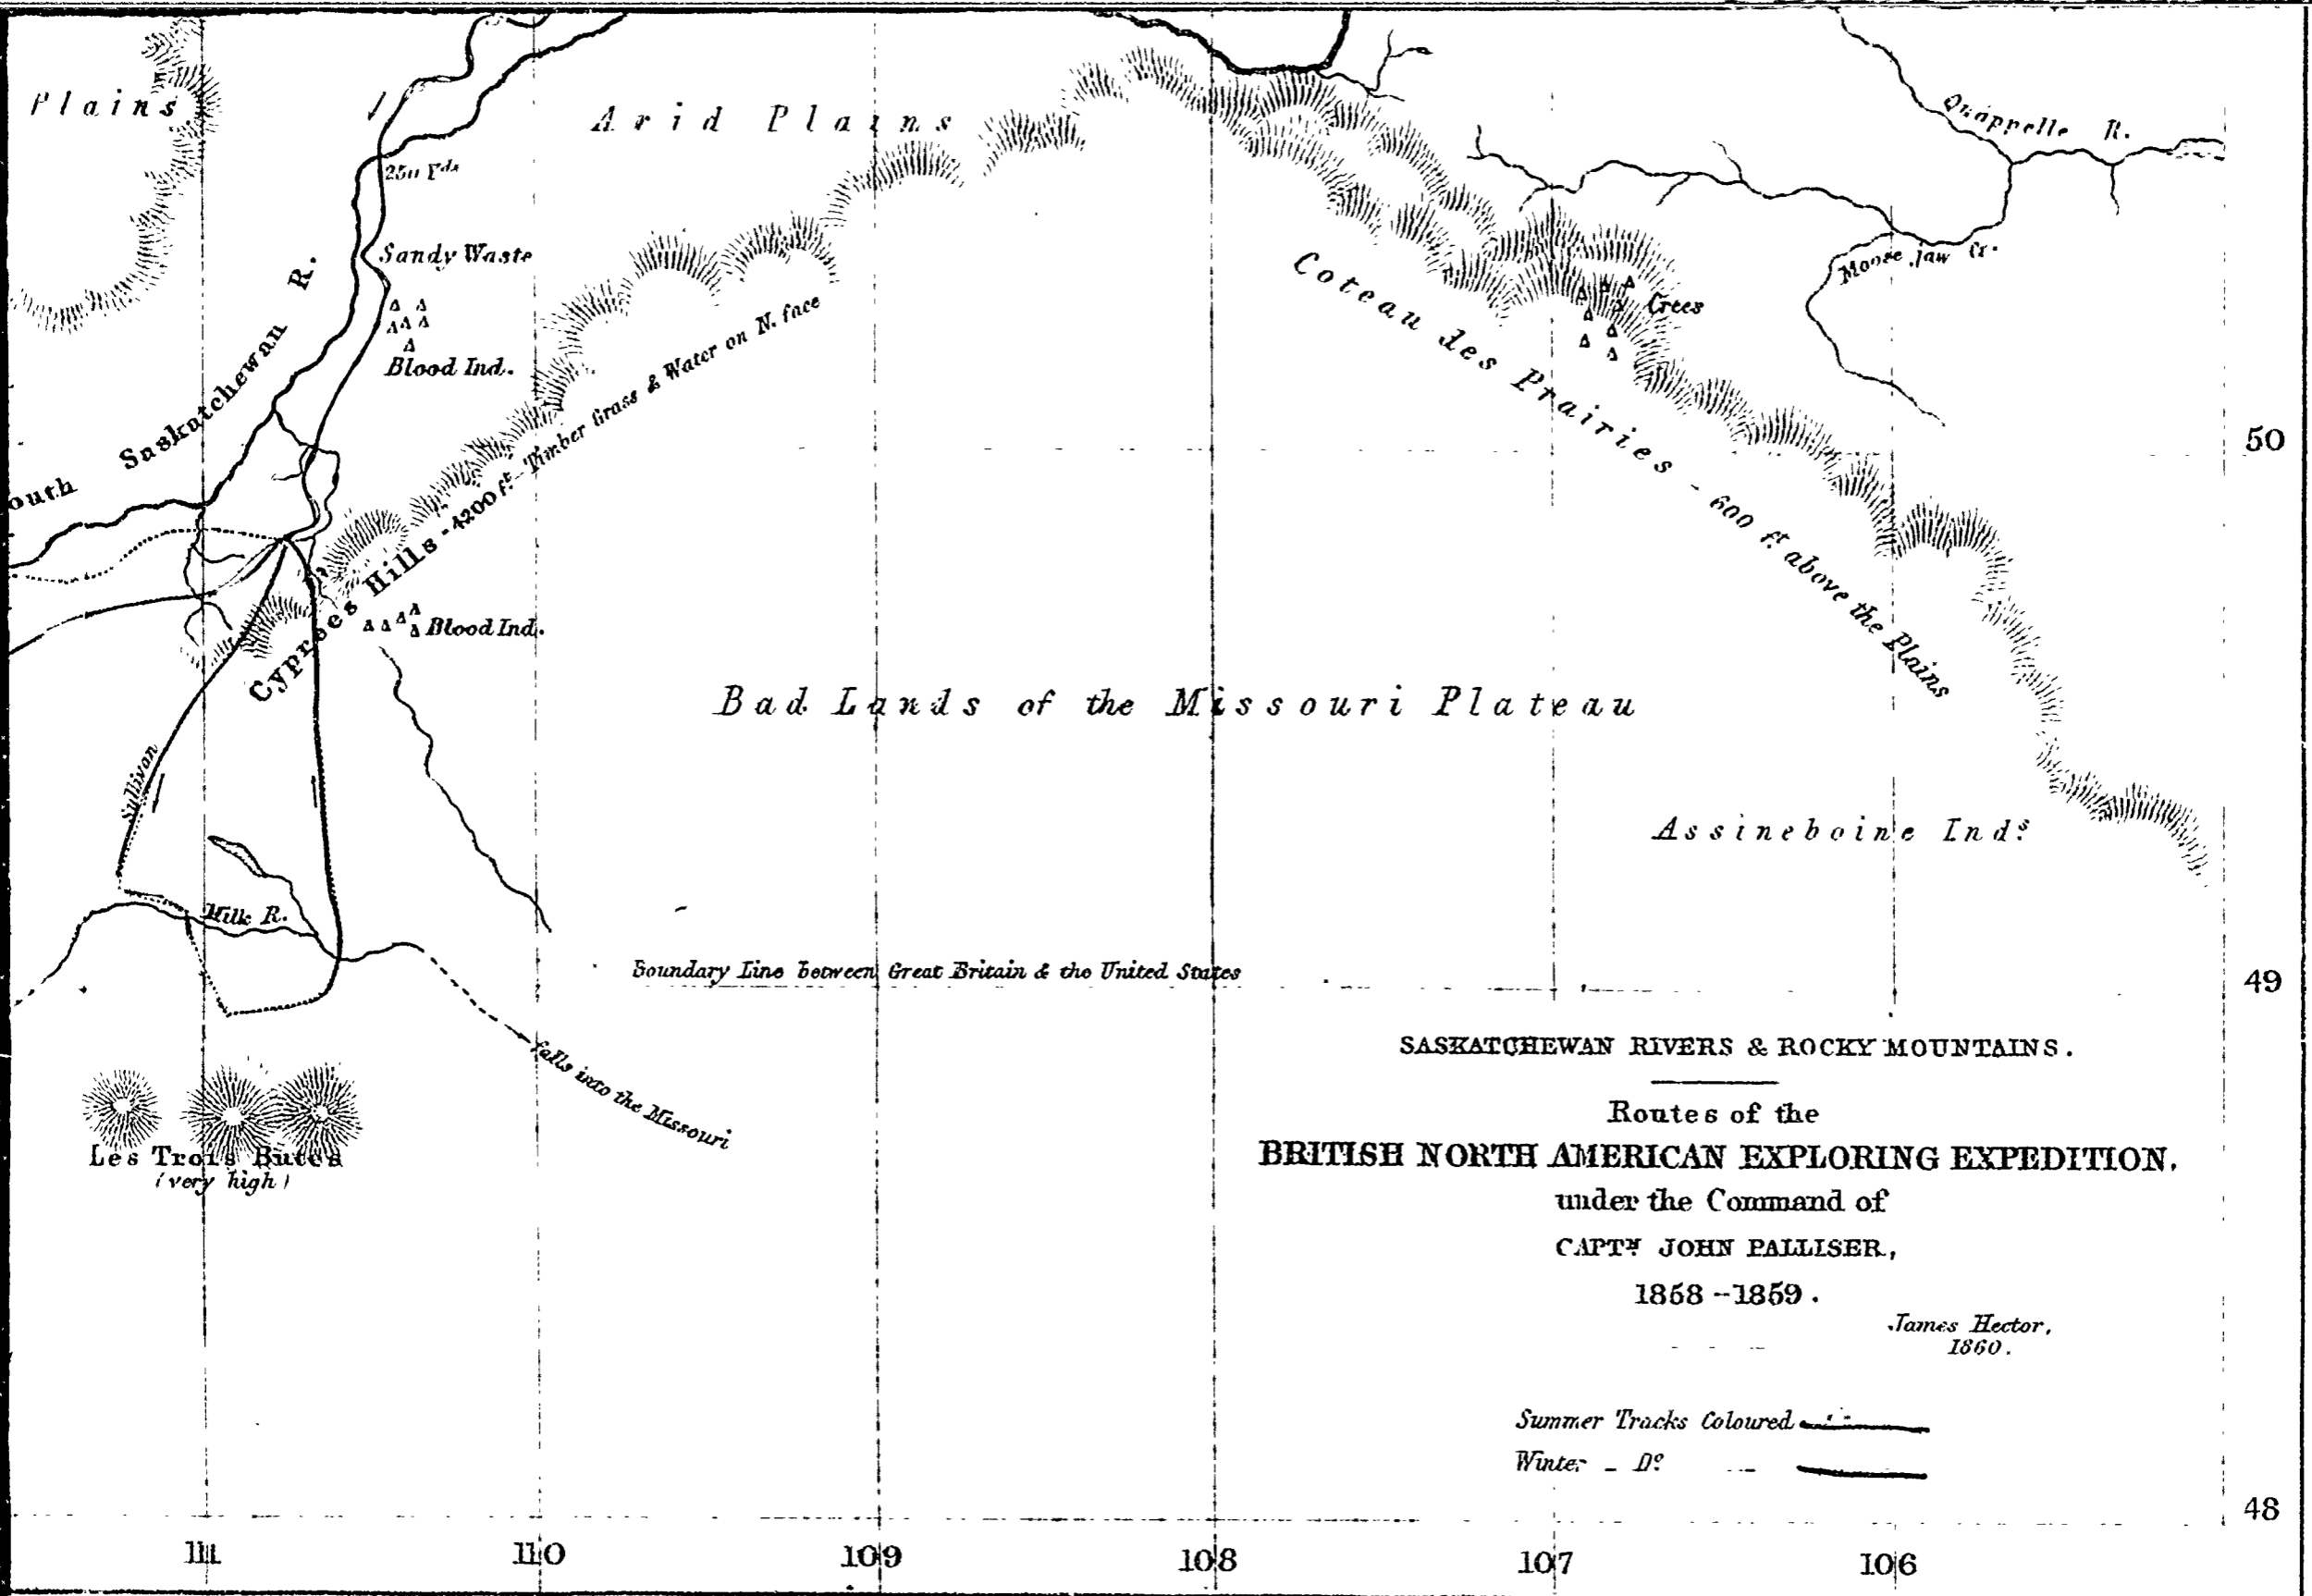 Plains
Arid Plains
Quappelle R.
250 Yds
Sandy Waste
Moose Jaw Cr.
Crees
Blood Ind.
outh Saskatchewan R.
Coteau des Prairies - 600 ft. above the Plains
50
Cyprees Hills - 4200 ft. Timber Grass & Water on N. face
Blood Ind.
Bad Lands of the Missouri Plateau
Sullivan
Assineboine Inds.
Milk R.
Boundary Line between Great Britain & the United States
49
falls into the Missouri
Les Trois Butes
(very high)
SASKATCHEWAN RIVERS & ROCKY MOUNTAINS.
Routes of the
BRITISH NORTH AMERICAN EXPLORING EXPEDITION.
under the Command of
CAPTN JOHN PALLISER,
1858-1859.
James Hector,
1860.
Summer Tracks Coloured
Winter - Do
48
111 110 109 108 107 106